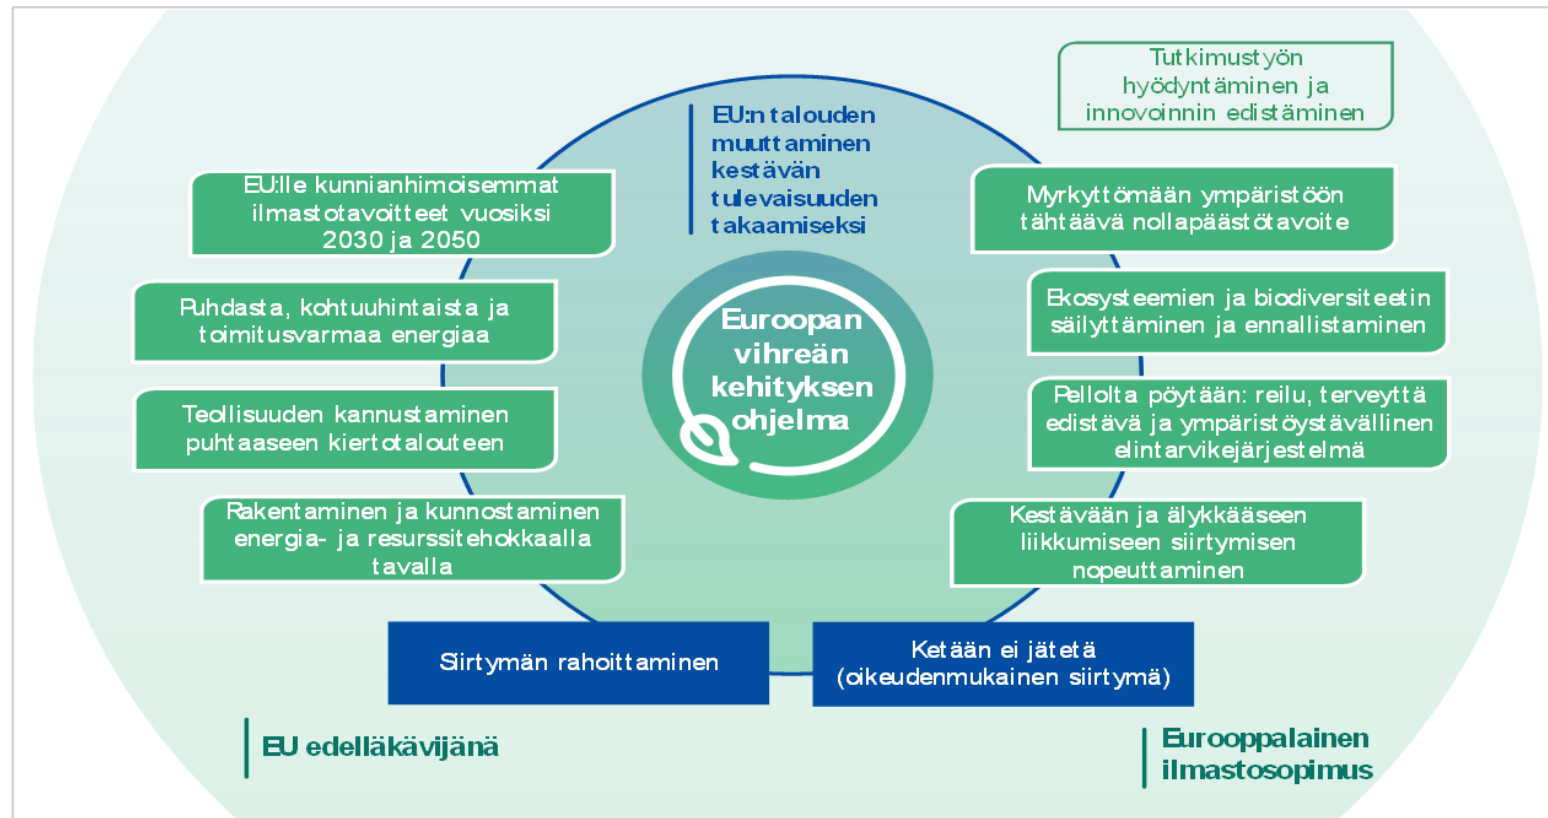 Tutkimustyön
hyödyntäminen ja
innovoinnin edistäminen
EU:n talouden
muuttaminen
kestävän
tulevaisuuden
takaamiseksi
EU:lle kunnianhimoisemmat
ilmastotavoitteet vuosiksi
2030 ja 2050
Puhdasta, kohtuuhintaista ja
toimitusvarmaa energiaa
Teollisuuden kannustaminen
puhtaaseen kiertotalouteen
Rakentaminen ja kunnostaminen
energia- ja resurssitehokkaalla
tavalla
Euroopan
vihreän
kehityksen
ohjelma
Myrkyttömään ympäristöön
tähtäävä nollapäästötavoite
Ekosysteemien ja biodiversiteetin
säilyttäminen ja ennallistaminen
Pellolta pöytään: reilu, terveyttä
edistävä ja ympäristöystävällinen
elintarvikejärjestelmä
Kestävään ja älykkääseen
liikkumiseen siirtymisen
nopeuttaminen
Siirtymän rahoittaminen
Ketään ei jätetä
(oikeudenmukainen siirtymä)
EU edelläkävijänä
Eurooppalainen
ilmastosopimus